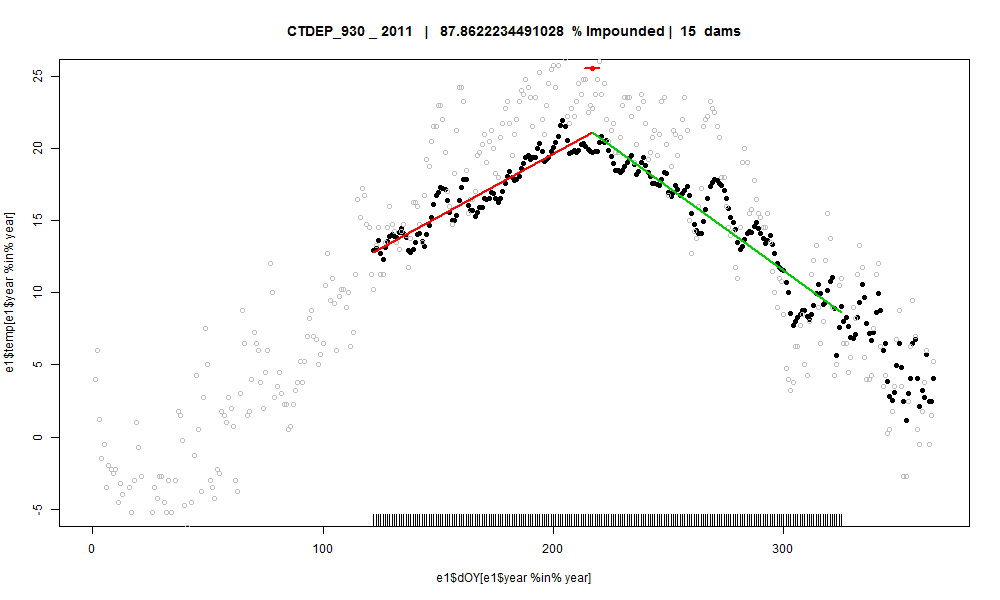 CTDEP_930 _ 2011 | 87.8622234491028 % Impounded | 15 dams
e1$temp[e1$year %in% year]
25
20
15
10
5
0
-5
0 100 200 300
e1$dOY[e1$year %in% year]